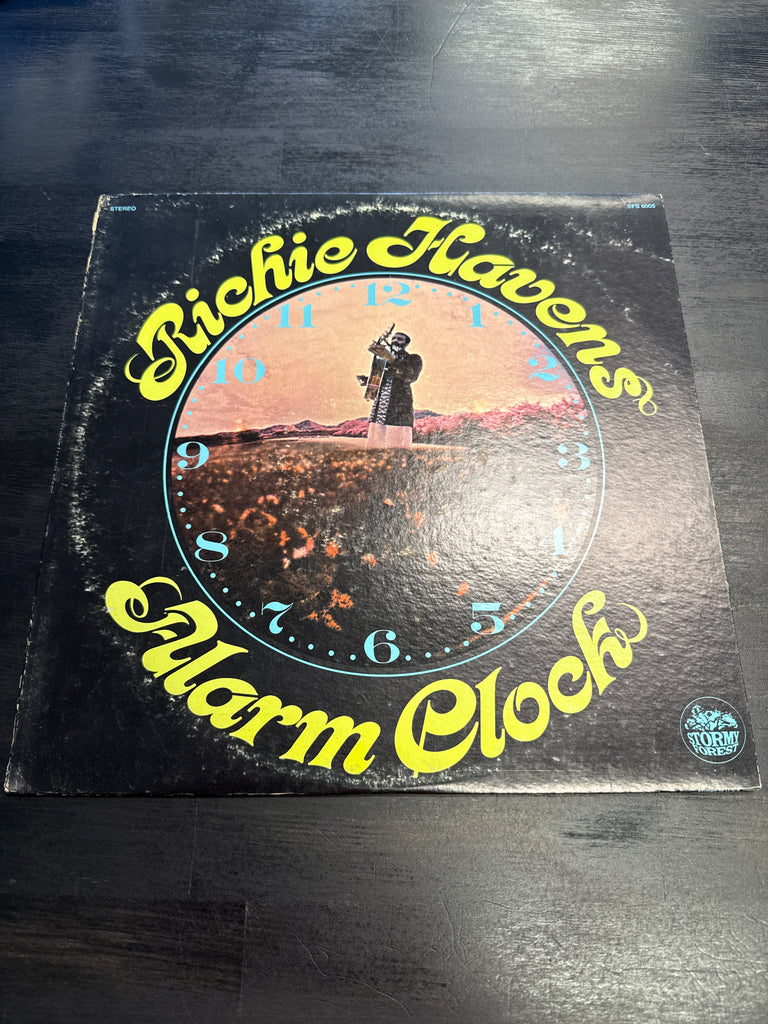 STEREO
SFS 6005
Richie Havens
12
11
1
10
2
9
3
8
4
7
5
6
Alarm Clock
STORMY
FOREST